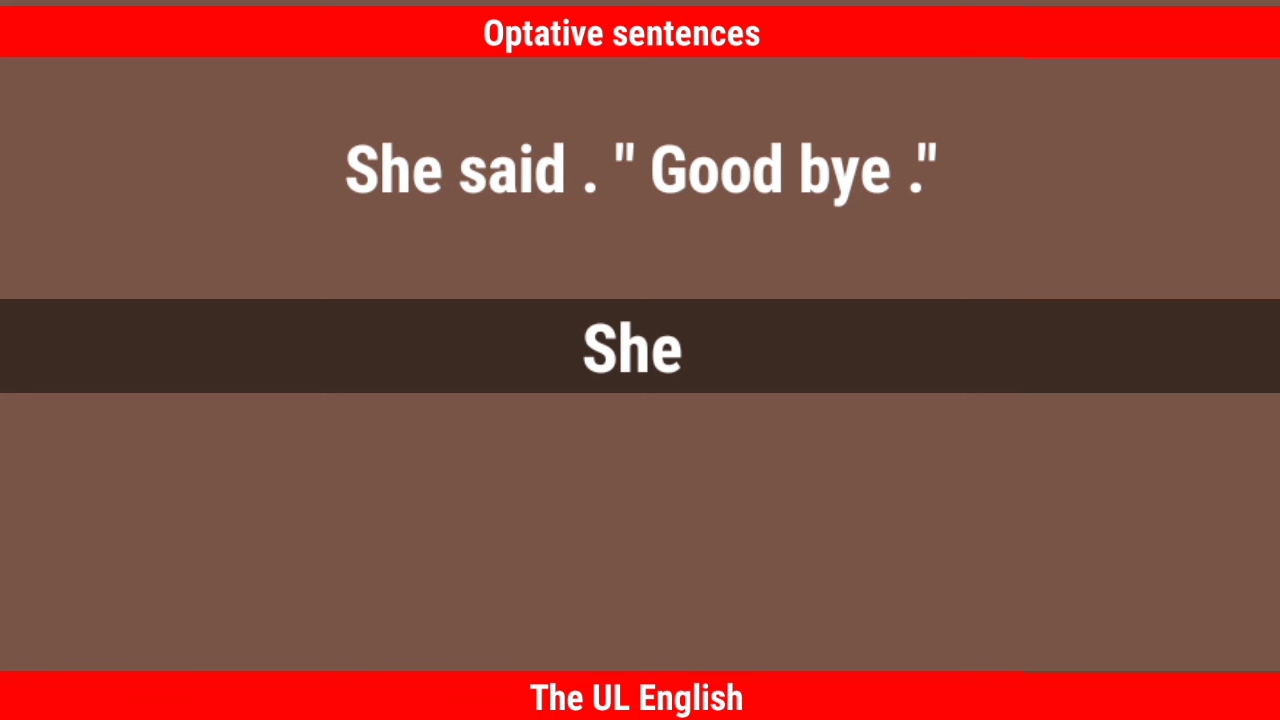 Optative sentences
She said . " Good bye ."
She
The UL English